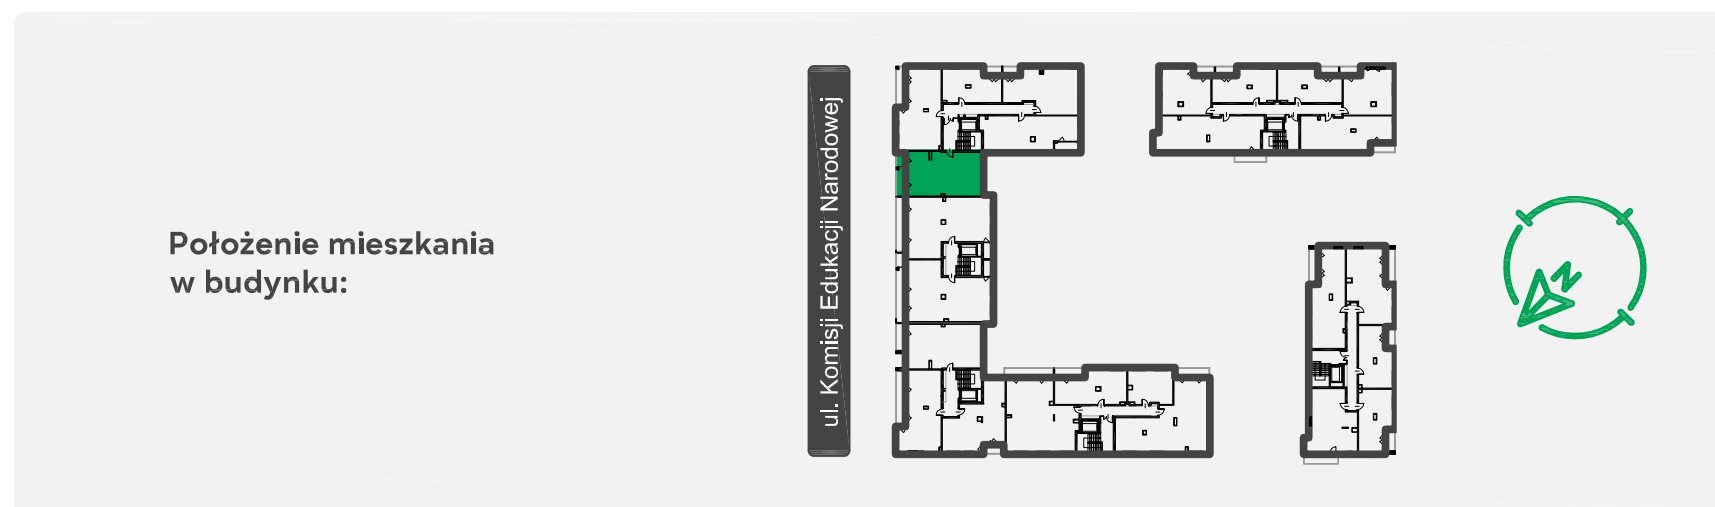 Położenie mieszkania
w budynku:
ul. Komisji Edukacji Narodowej
N